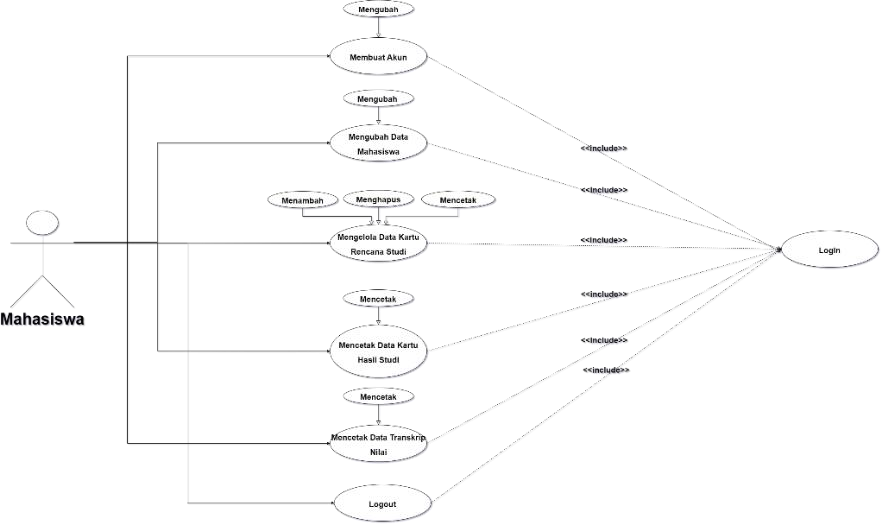 Mengubah
Membuat Akun
<<include>>
Mengubah
Mengubah Data
Mahasiswa
<<include>>
Menambah
Menghapus
Mencetak
Mengelola Data Kartu
Rencana Studi
<<include>>
Login
Mahasiswa
Mencetak
Mencetak Data Kartu
Hasil Studi
<<include>>
Mencetak
Mencetak Data Transkrip
Nilai
<<include>>
Logout
<<include>>